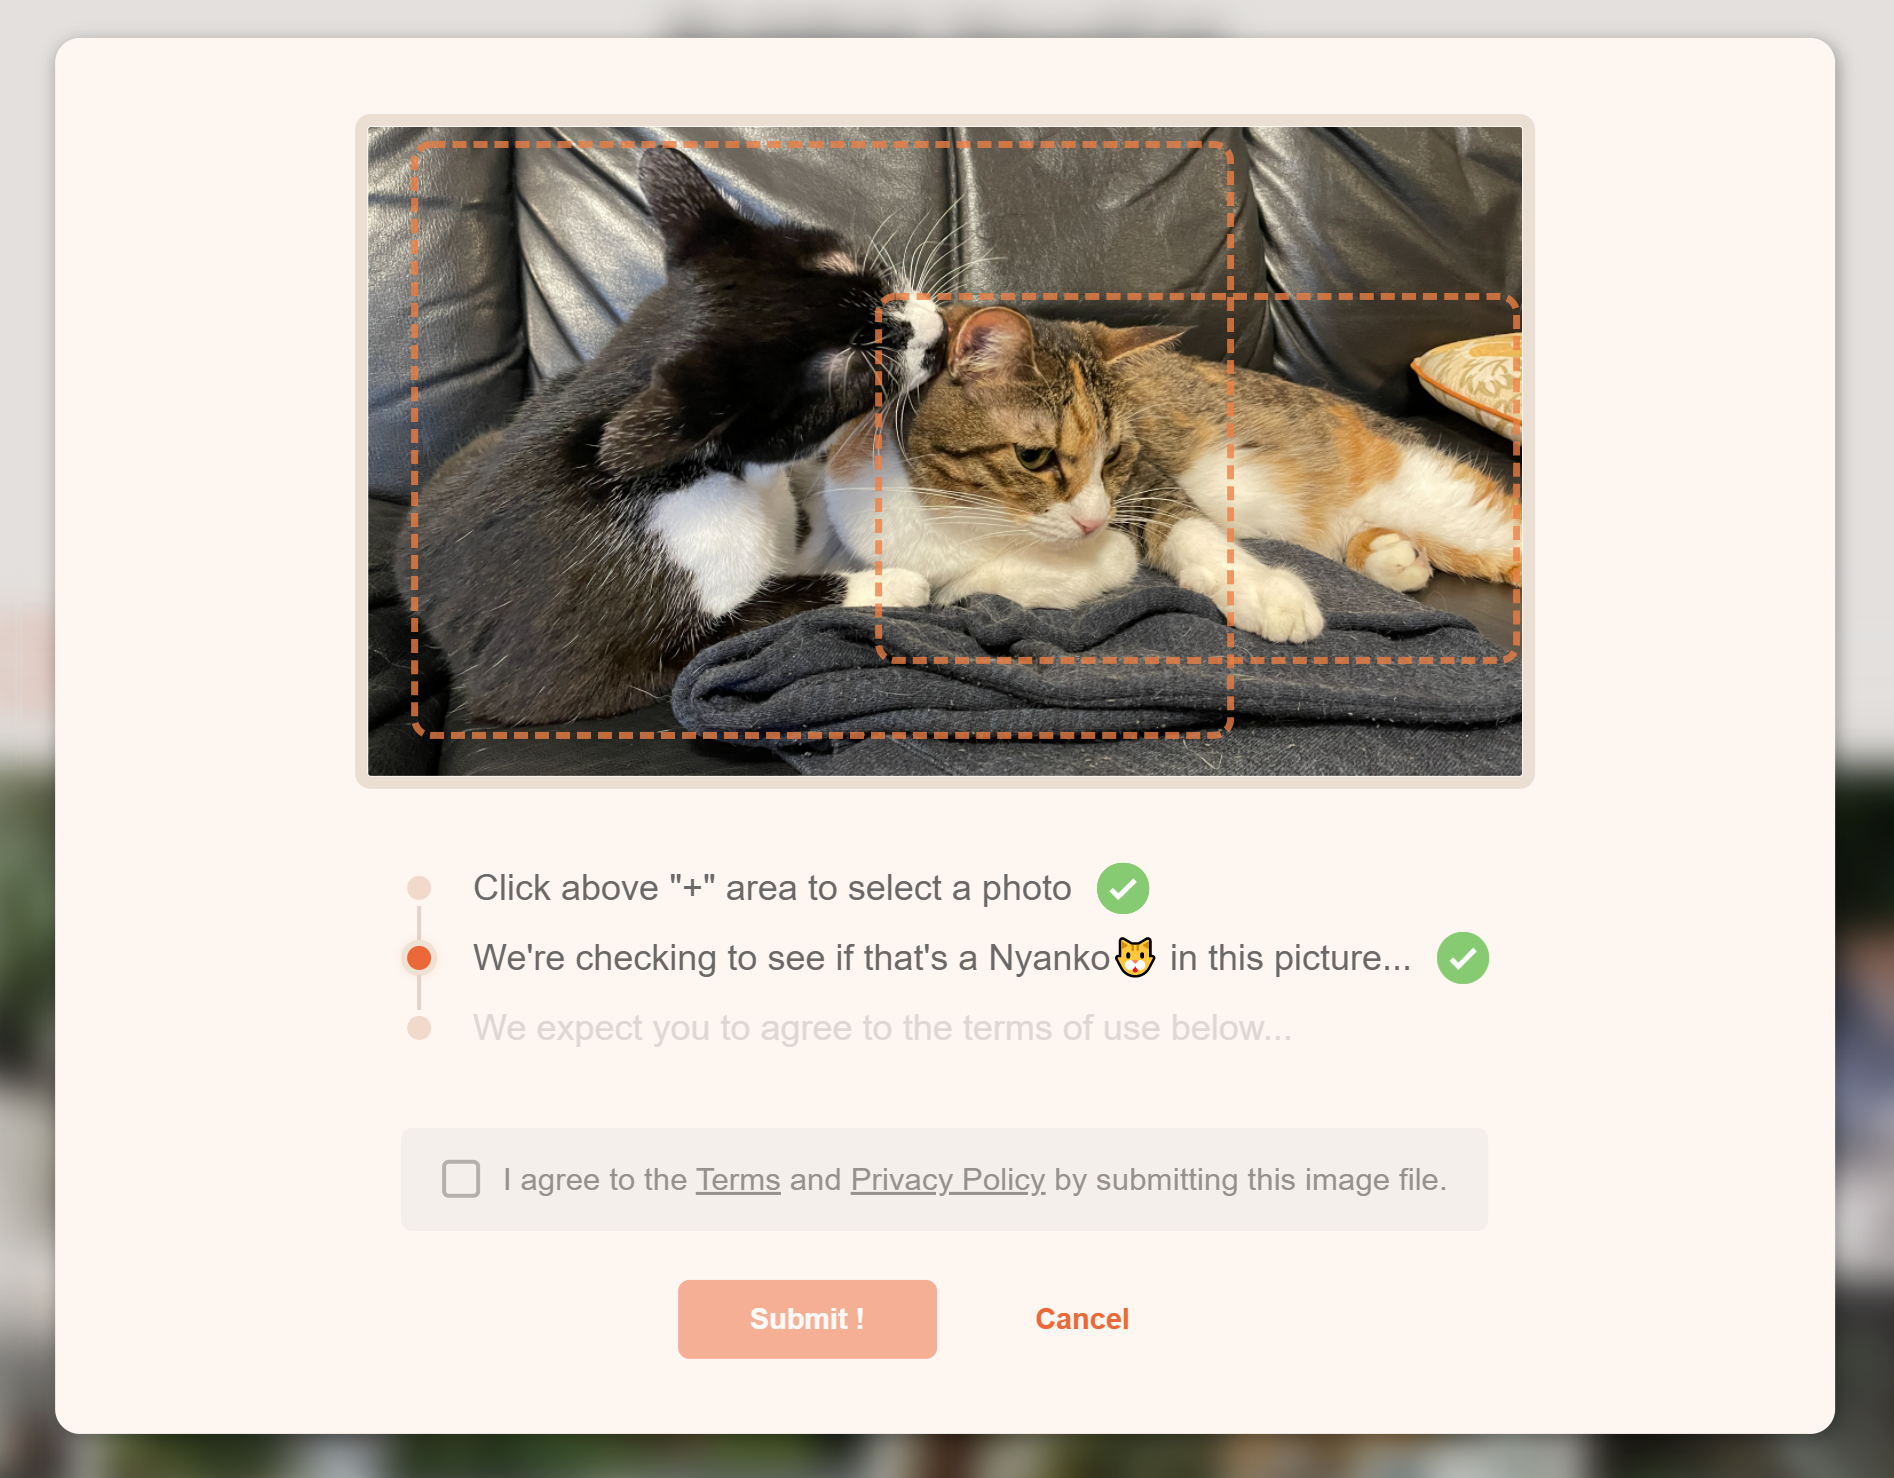 Click above "+" area to select a photo
We're checking to see if that's a Nyanko🐱 in this picture...
We expect you to agree to the terms of use below...
I agree to the Terms and Privacy Policy by submitting this image file.
Submit !
Cancel